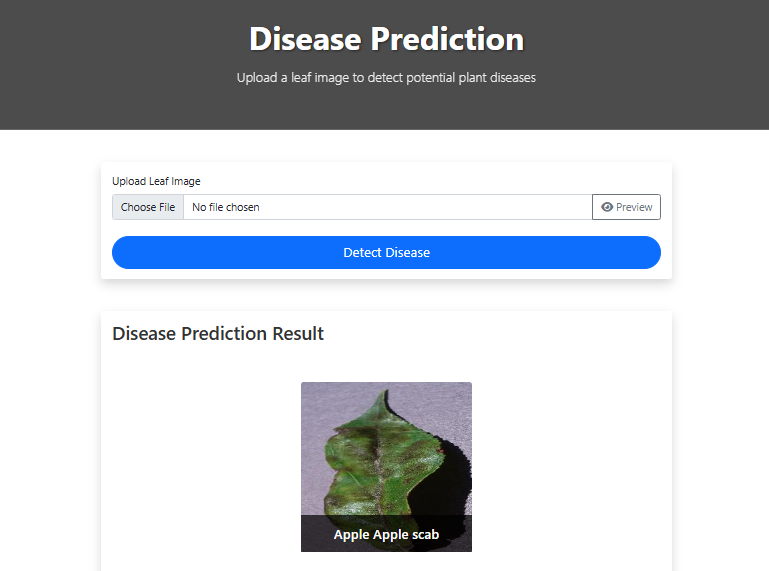 Disease Prediction
Upload a leaf image to detect potential plant diseases
Upload Leaf Image
Choose File No file chosen Preview
Detect Disease
Disease Prediction Result
Apple Apple scab